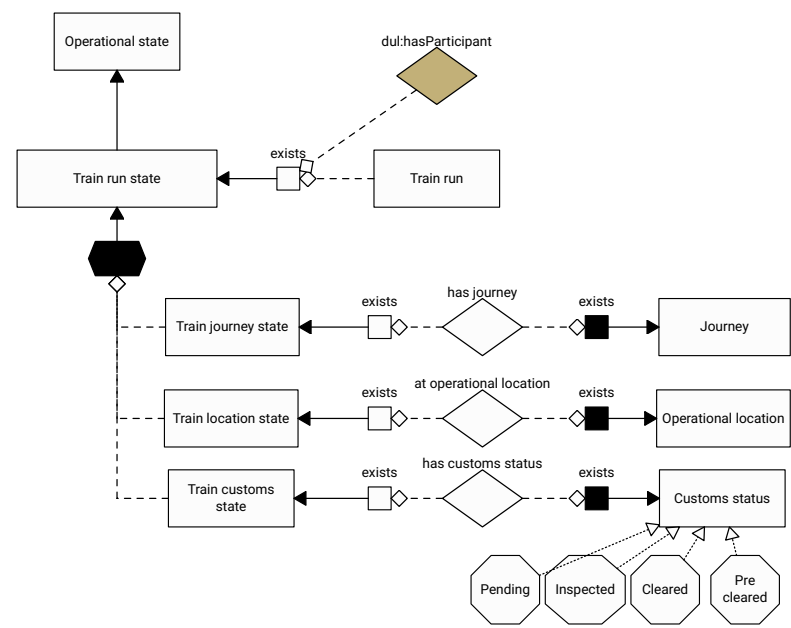 Operational state
dul:hasParticipant
exists
Train run state
Train run
has journey
exists
exists
Train journey state
Journey
at operational location
exists
exists
Train location state
Operational location
has customs status
exists
exists
Train customs
state
Customs status
Pending
Inspected
Cleared
Pre
cleared